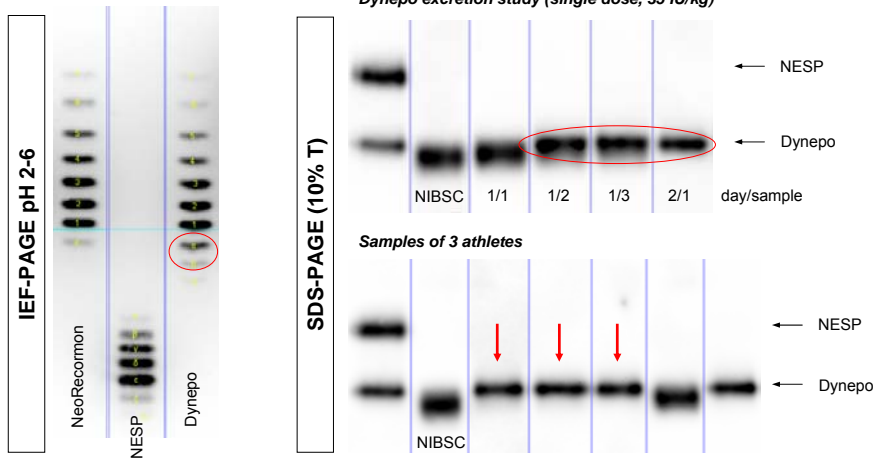 Dynepo excretion study (single dose, IU/kg)
IEF-PAGE pH 2-6
NeoRecormon
NESP
Dynepo
SDS-PAGE (10% T)
NESP
Dynepo
NIBSC 1/1 1/2 1/3 2/1 day/sample
Samples of 3 athletes
NESP
Dynepo
NIBSC